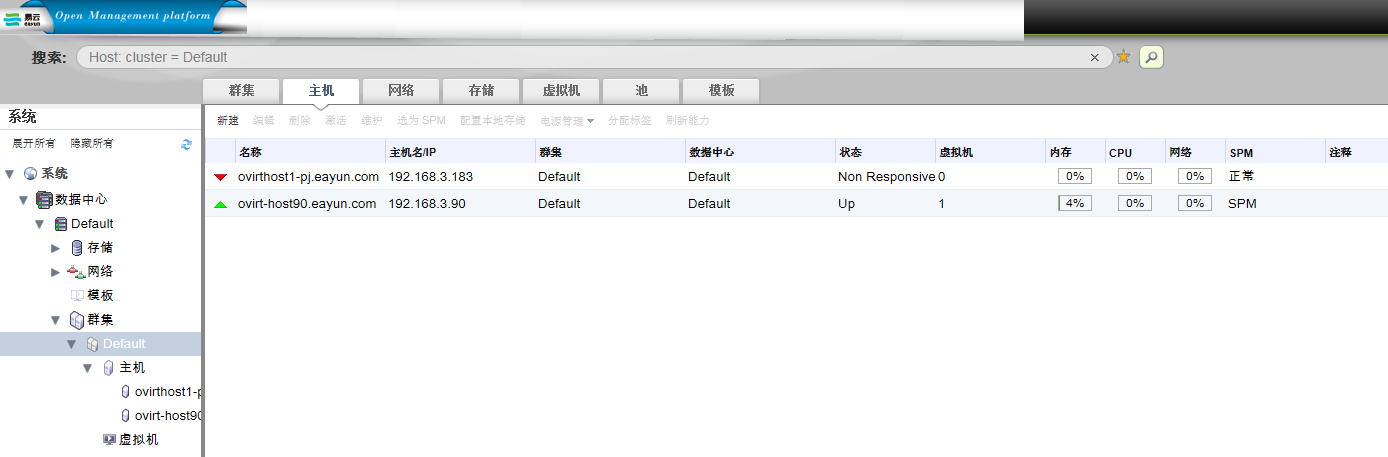 易云
eayun
Open Management platform
搜索: Host: cluster = Default
群集 主机 网络 存储 虚拟机 池 模板
系统
展开所有 隐藏所有
系统
数据中心
Default
存储
网络
模板
群集
Default
主机
ovirthost1-p
ovirt-host90
虚拟机
新建 编辑 删除 激活 维护 选为 SPM 配置本地存储 电源管理 分配标签 刷新能力
名称 主机名/IP 群集 数据中心 状态 虚拟机 内存 CPU 网络 SPM 注释
ovirthost1-pj.eayun.com 192.168.3.183 Default Default Non Responsive 0 0% 0% 0% 正常
ovirt-host90.eayun.com 192.168.3.90 Default Default Up 1 4% 0% 0% SPM